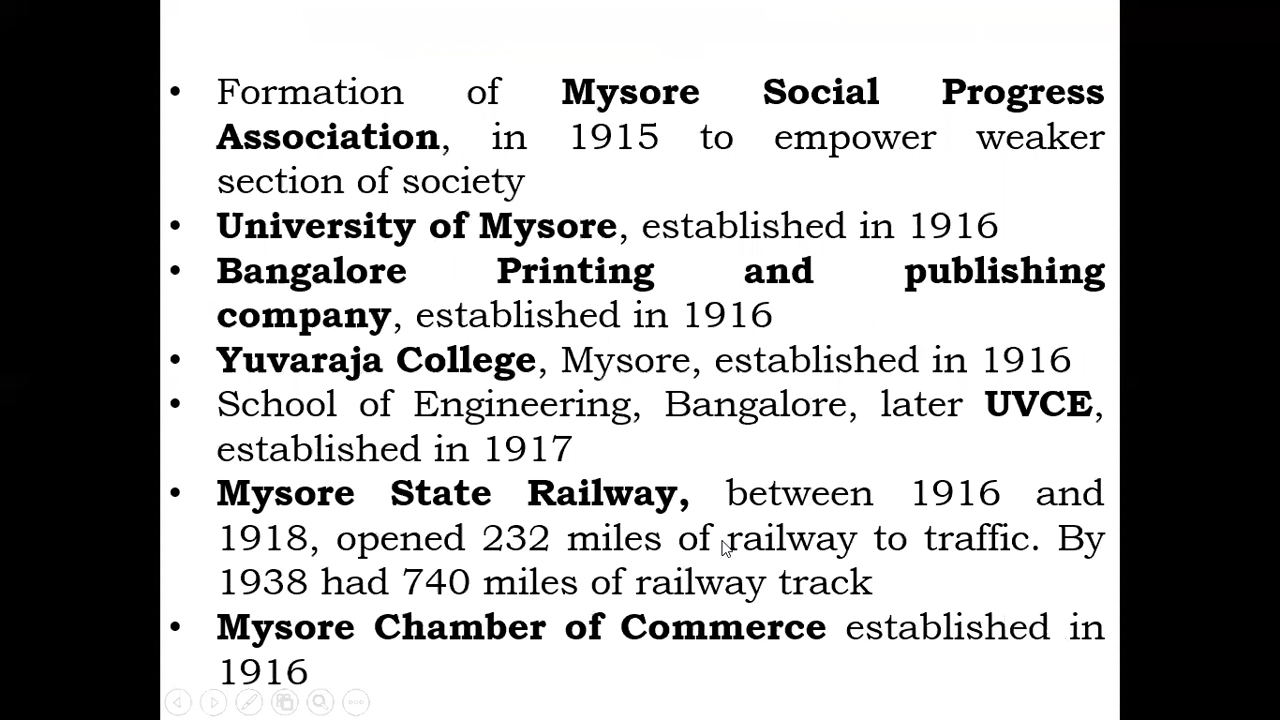 • Formation of Mysore Social Progress
Association, in 1915 to empower weaker
section of society
• University of Mysore, established in 1916
• Bangalore Printing and publishing
company, established in 1916
• Yuvaraja College, Mysore, established in 1916
• School of Engineering, Bangalore, later UVCE,
established in 1917
• Mysore State Railway, between 1916 and
1918, opened 232 miles of railway to traffic. By
1938 had 740 miles of railway track
• Mysore Chamber of Commerce established in
1916